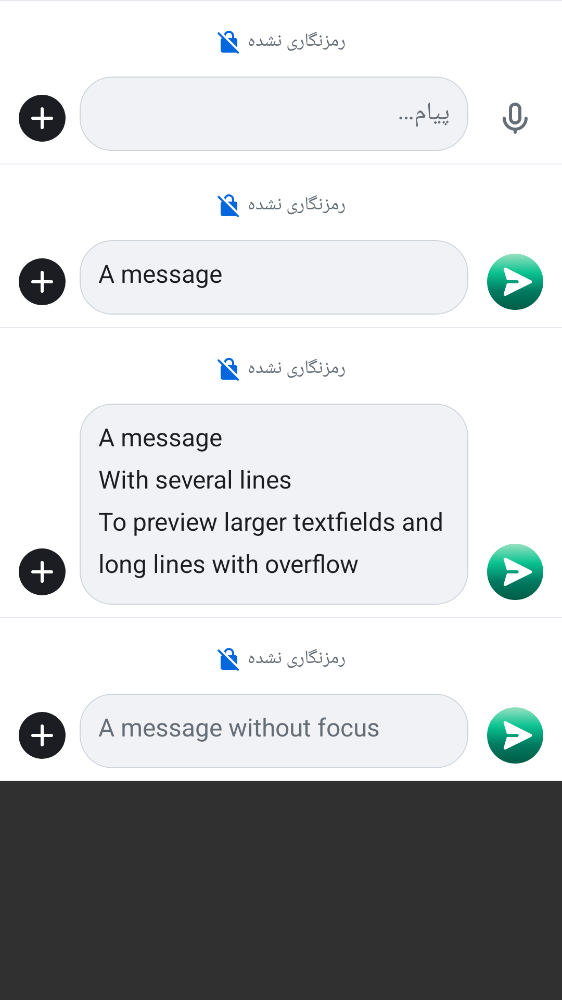 رمزنگاری نشده
پیام…
رمزنگاری نشده
A message
رمزنگاری نشده
A message
With several lines
To preview larger textfields and
long lines with overflow
رمزنگاری نشده
A message without focus